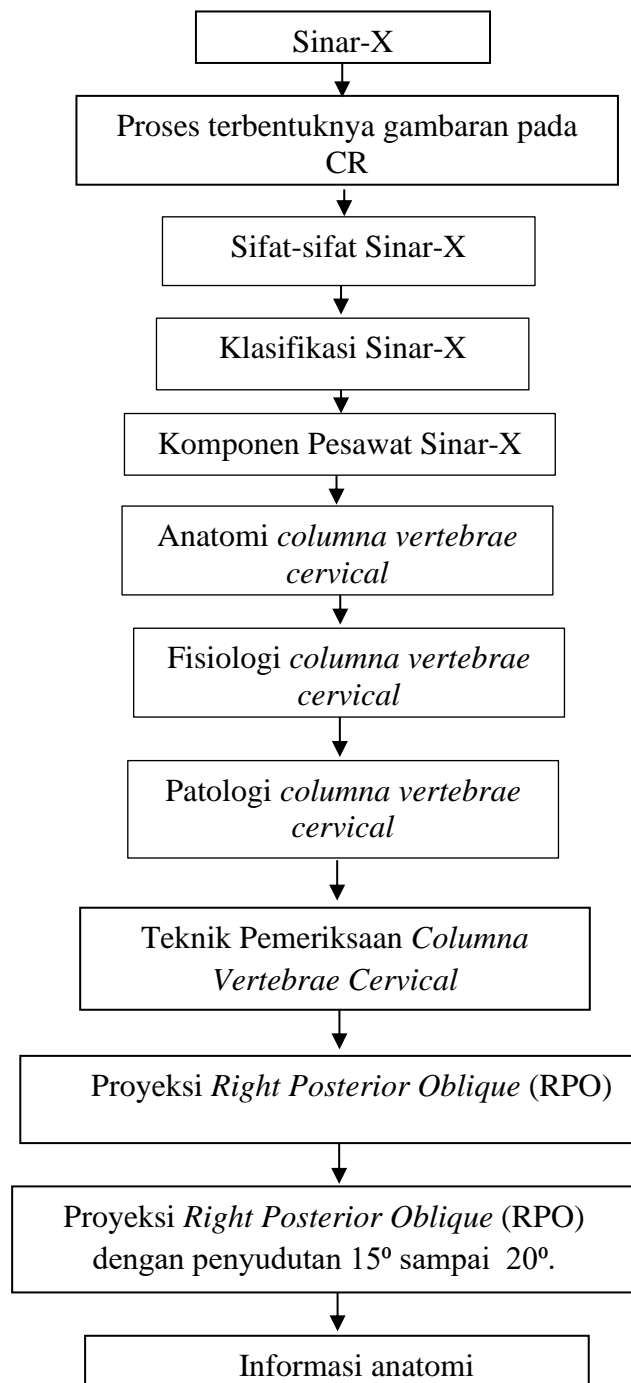 Sinar-X
Proses terbentuknya gambaran pada
CR
Sifat-sifat Sinar-X
Klasifikasi Sinar-X
Komponen Pesawat Sinar-X
Anatomi columna vertebrae
cervical
Fisiologi columna vertebrae
cervical
Patologi columna vertebrae
cervical
Teknik Pemeriksaan Columna
Vertebrae Cervical
Proyeksi Right Posterior Oblique (RPO)
Proyeksi Right Posterior Oblique (RPO)
dengan penyudutan 15⁰ sampai 20⁰.
Informasi anatomi